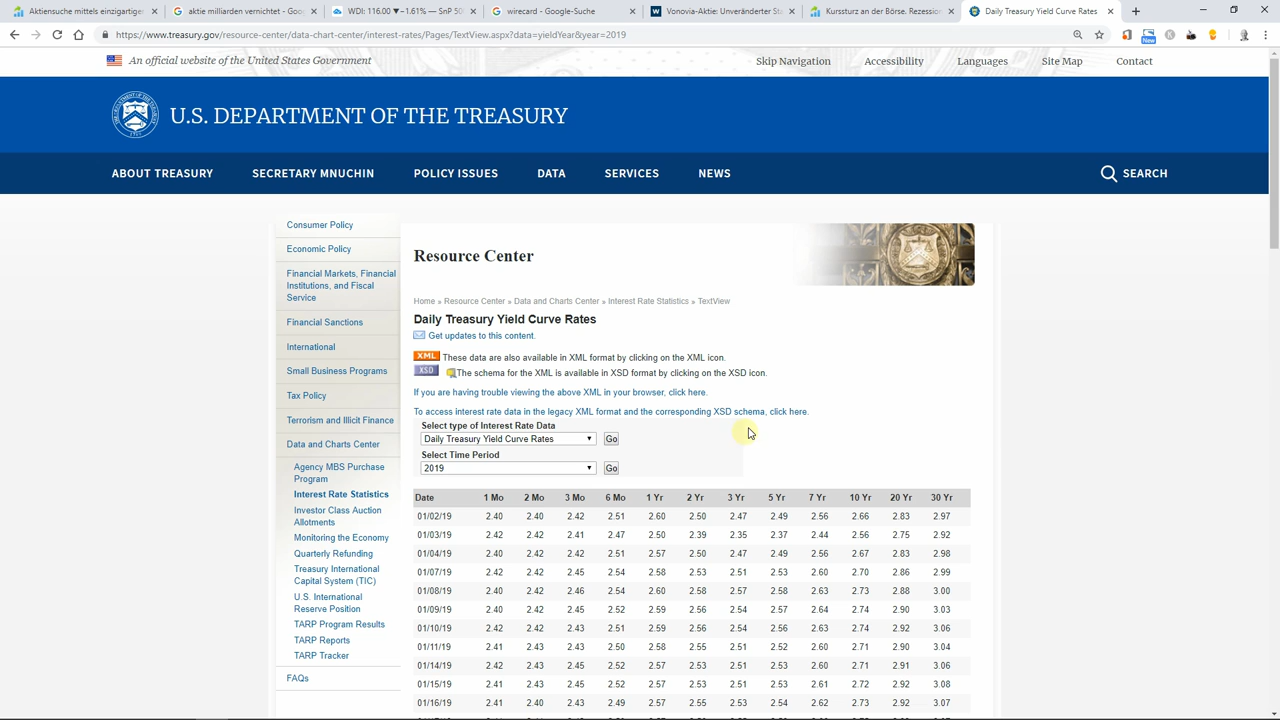 Aktiensuche mittels einzigartiger
aktie milliarden vernichtet - Goo
WDI: 116.00 ▼−1.61% — S&P 500
wirecard - Google-Suche
Vonovia-Aktie: Unveränderter St
Kurssturz an der Börse, Rezession
Daily Treasury Yield Curve Rates
https://www.treasury.gov/resource-center/data-chart-center/interest-rates/Pages/TextView.aspx?data=yieldYear&year=2019
New
An official website of the United States Government
Skip Navigation Accessibility Languages Site Map Contact
U.S. DEPARTMENT OF THE TREASURY
ABOUT TREASURY SECRETARY MNUCHIN POLICY ISSUES DATA SERVICES NEWS SEARCH
Consumer Policy
Economic Policy
Financial Markets, Financial
Institutions, and Fiscal
Service
Financial Sanctions
International
Small Business Programs
Tax Policy
Terrorism and Illicit Finance
Data and Charts Center
Agency MBS Purchase
Program
Interest Rate Statistics
Investor Class Auction
Allotments
Monitoring the Economy
Quarterly Refunding
Treasury International
Capital System (TIC)
U.S. International
Reserve Position
TARP Program Results
TARP Reports
TARP Tracker
FAQs
Resource Center
Home » Resource Center » Data and Charts Center » Interest Rate Statistics » TextView
Daily Treasury Yield Curve Rates
Get updates to this content.
XML These data are also available in XML format by clicking on the XML icon.
XSD The schema for the XML is available in XSD format by clicking on the XSD icon.
If you are having trouble viewing the above XML in your browser, click here.
To access interest rate data in the legacy XML format and the corresponding XSD schema, click here.
Select type of Interest Rate Data
Daily Treasury Yield Curve Rates Go
Select Time Period
2019 Go
Date 1 Mo 2 Mo 3 Mo 6 Mo 1 Yr 2 Yr 3 Yr 5 Yr 7 Yr 10 Yr 20 Yr 30 Yr
01/02/19 2.40 2.40 2.42 2.51 2.60 2.50 2.47 2.49 2.56 2.66 2.83 2.97
01/03/19 2.42 2.42 2.41 2.47 2.50 2.39 2.35 2.37 2.44 2.56 2.75 2.92
01/04/19 2.40 2.42 2.42 2.51 2.57 2.50 2.47 2.49 2.56 2.67 2.83 2.98
01/07/19 2.42 2.42 2.45 2.54 2.58 2.53 2.51 2.53 2.60 2.70 2.86 2.99
01/08/19 2.40 2.42 2.46 2.54 2.60 2.58 2.57 2.58 2.63 2.73 2.88 3.00
01/09/19 2.40 2.42 2.45 2.52 2.59 2.56 2.54 2.57 2.64 2.74 2.90 3.03
01/10/19 2.42 2.42 2.43 2.51 2.59 2.56 2.54 2.56 2.63 2.74 2.92 3.06
01/11/19 2.41 2.43 2.43 2.50 2.58 2.55 2.51 2.52 2.60 2.71 2.90 3.04
01/14/19 2.42 2.43 2.45 2.52 2.57 2.53 2.51 2.53 2.60 2.71 2.91 3.06
01/15/19 2.41 2.43 2.45 2.52 2.57 2.53 2.51 2.53 2.61 2.72 2.92 3.08
01/16/19 2.41 2.40 2.43 2.49 2.57 2.55 2.53 2.54 2.62 2.73 2.92 3.07